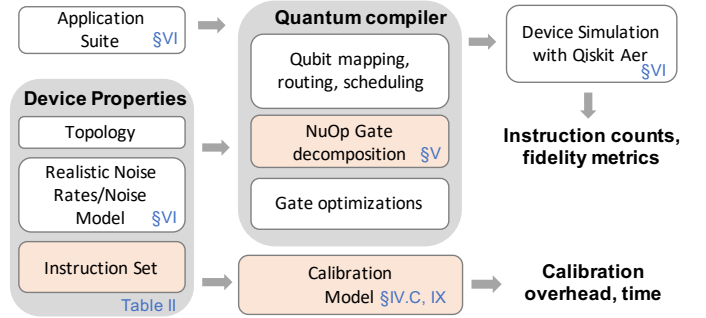 Application
Suite §VI
Device Properties
Topology
Realistic Noise
Rates/Noise
Model §VI
Instruction Set
Table II
Quantum compiler
Qubit mapping,
routing, scheduling
NuOp Gate
decomposition §V
Gate optimizations
Calibration
Model §IV.C, IX
Device Simulation
with Qiskit Aer
§VI
Instruction counts,
fidelity metrics
Calibration
overhead, time